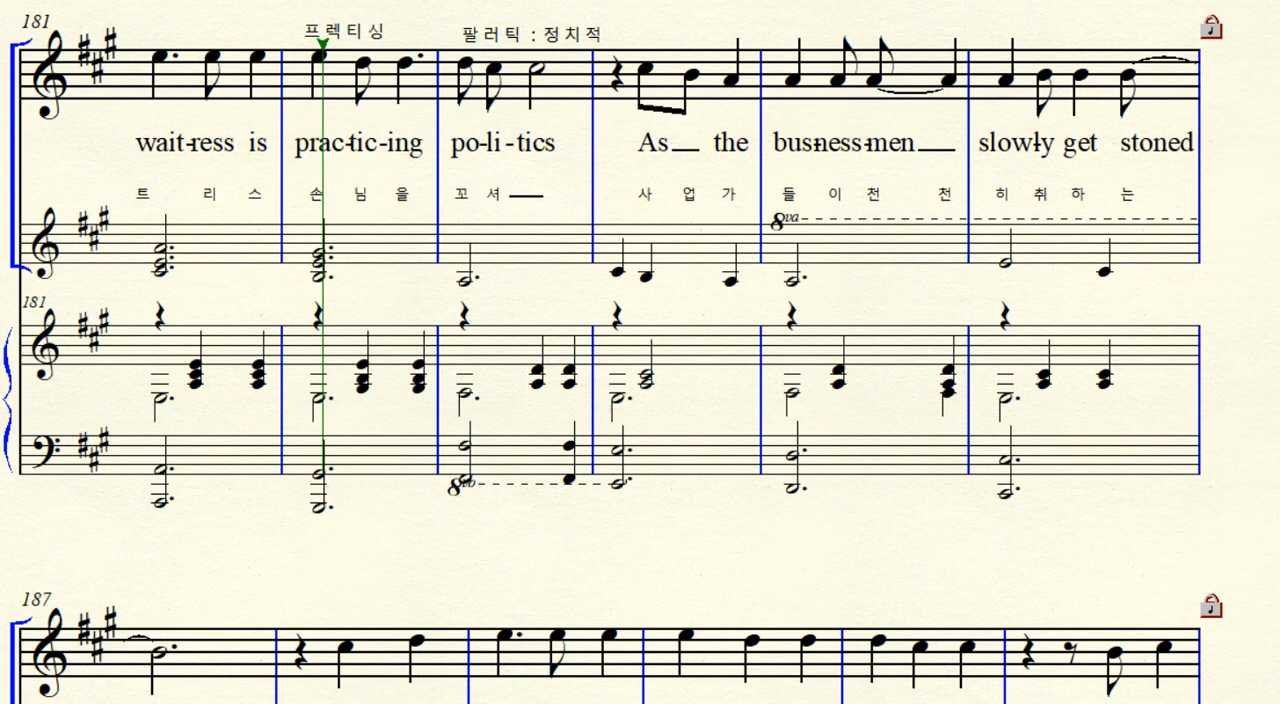 181
프렉티싱 팔러틱 : 정치적
wait-ress is prac-tic-ing po-li-tics As the bus-ness-men slowly get stoned
트 리 스 손 님 을 꼬 셔 사 업 가 들 이 천 천 히 취 하 는
8va
181
8vb
187